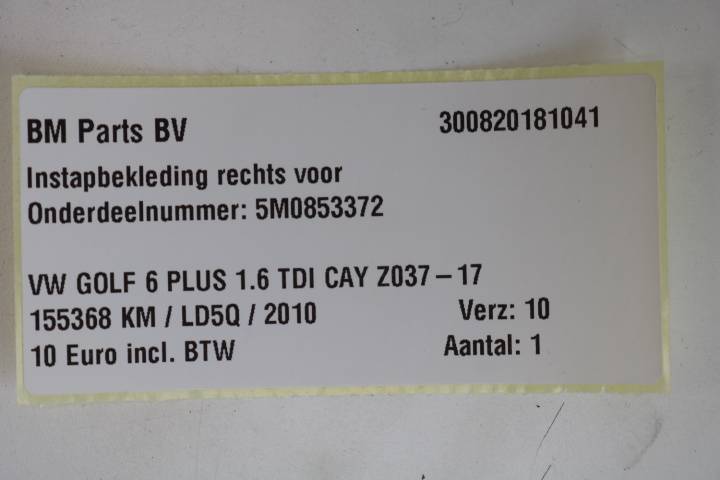 BM Parts BV 300820181041
Instapbekleding rechts voor
Onderdeelnummer: 5M0853372
VW GOLF 6 PLUS 1.6 TDI CAY Z037-17
155368 KM / LD5Q / 2010 Verz: 10
10 Euro incl. BTW Aantal: 1